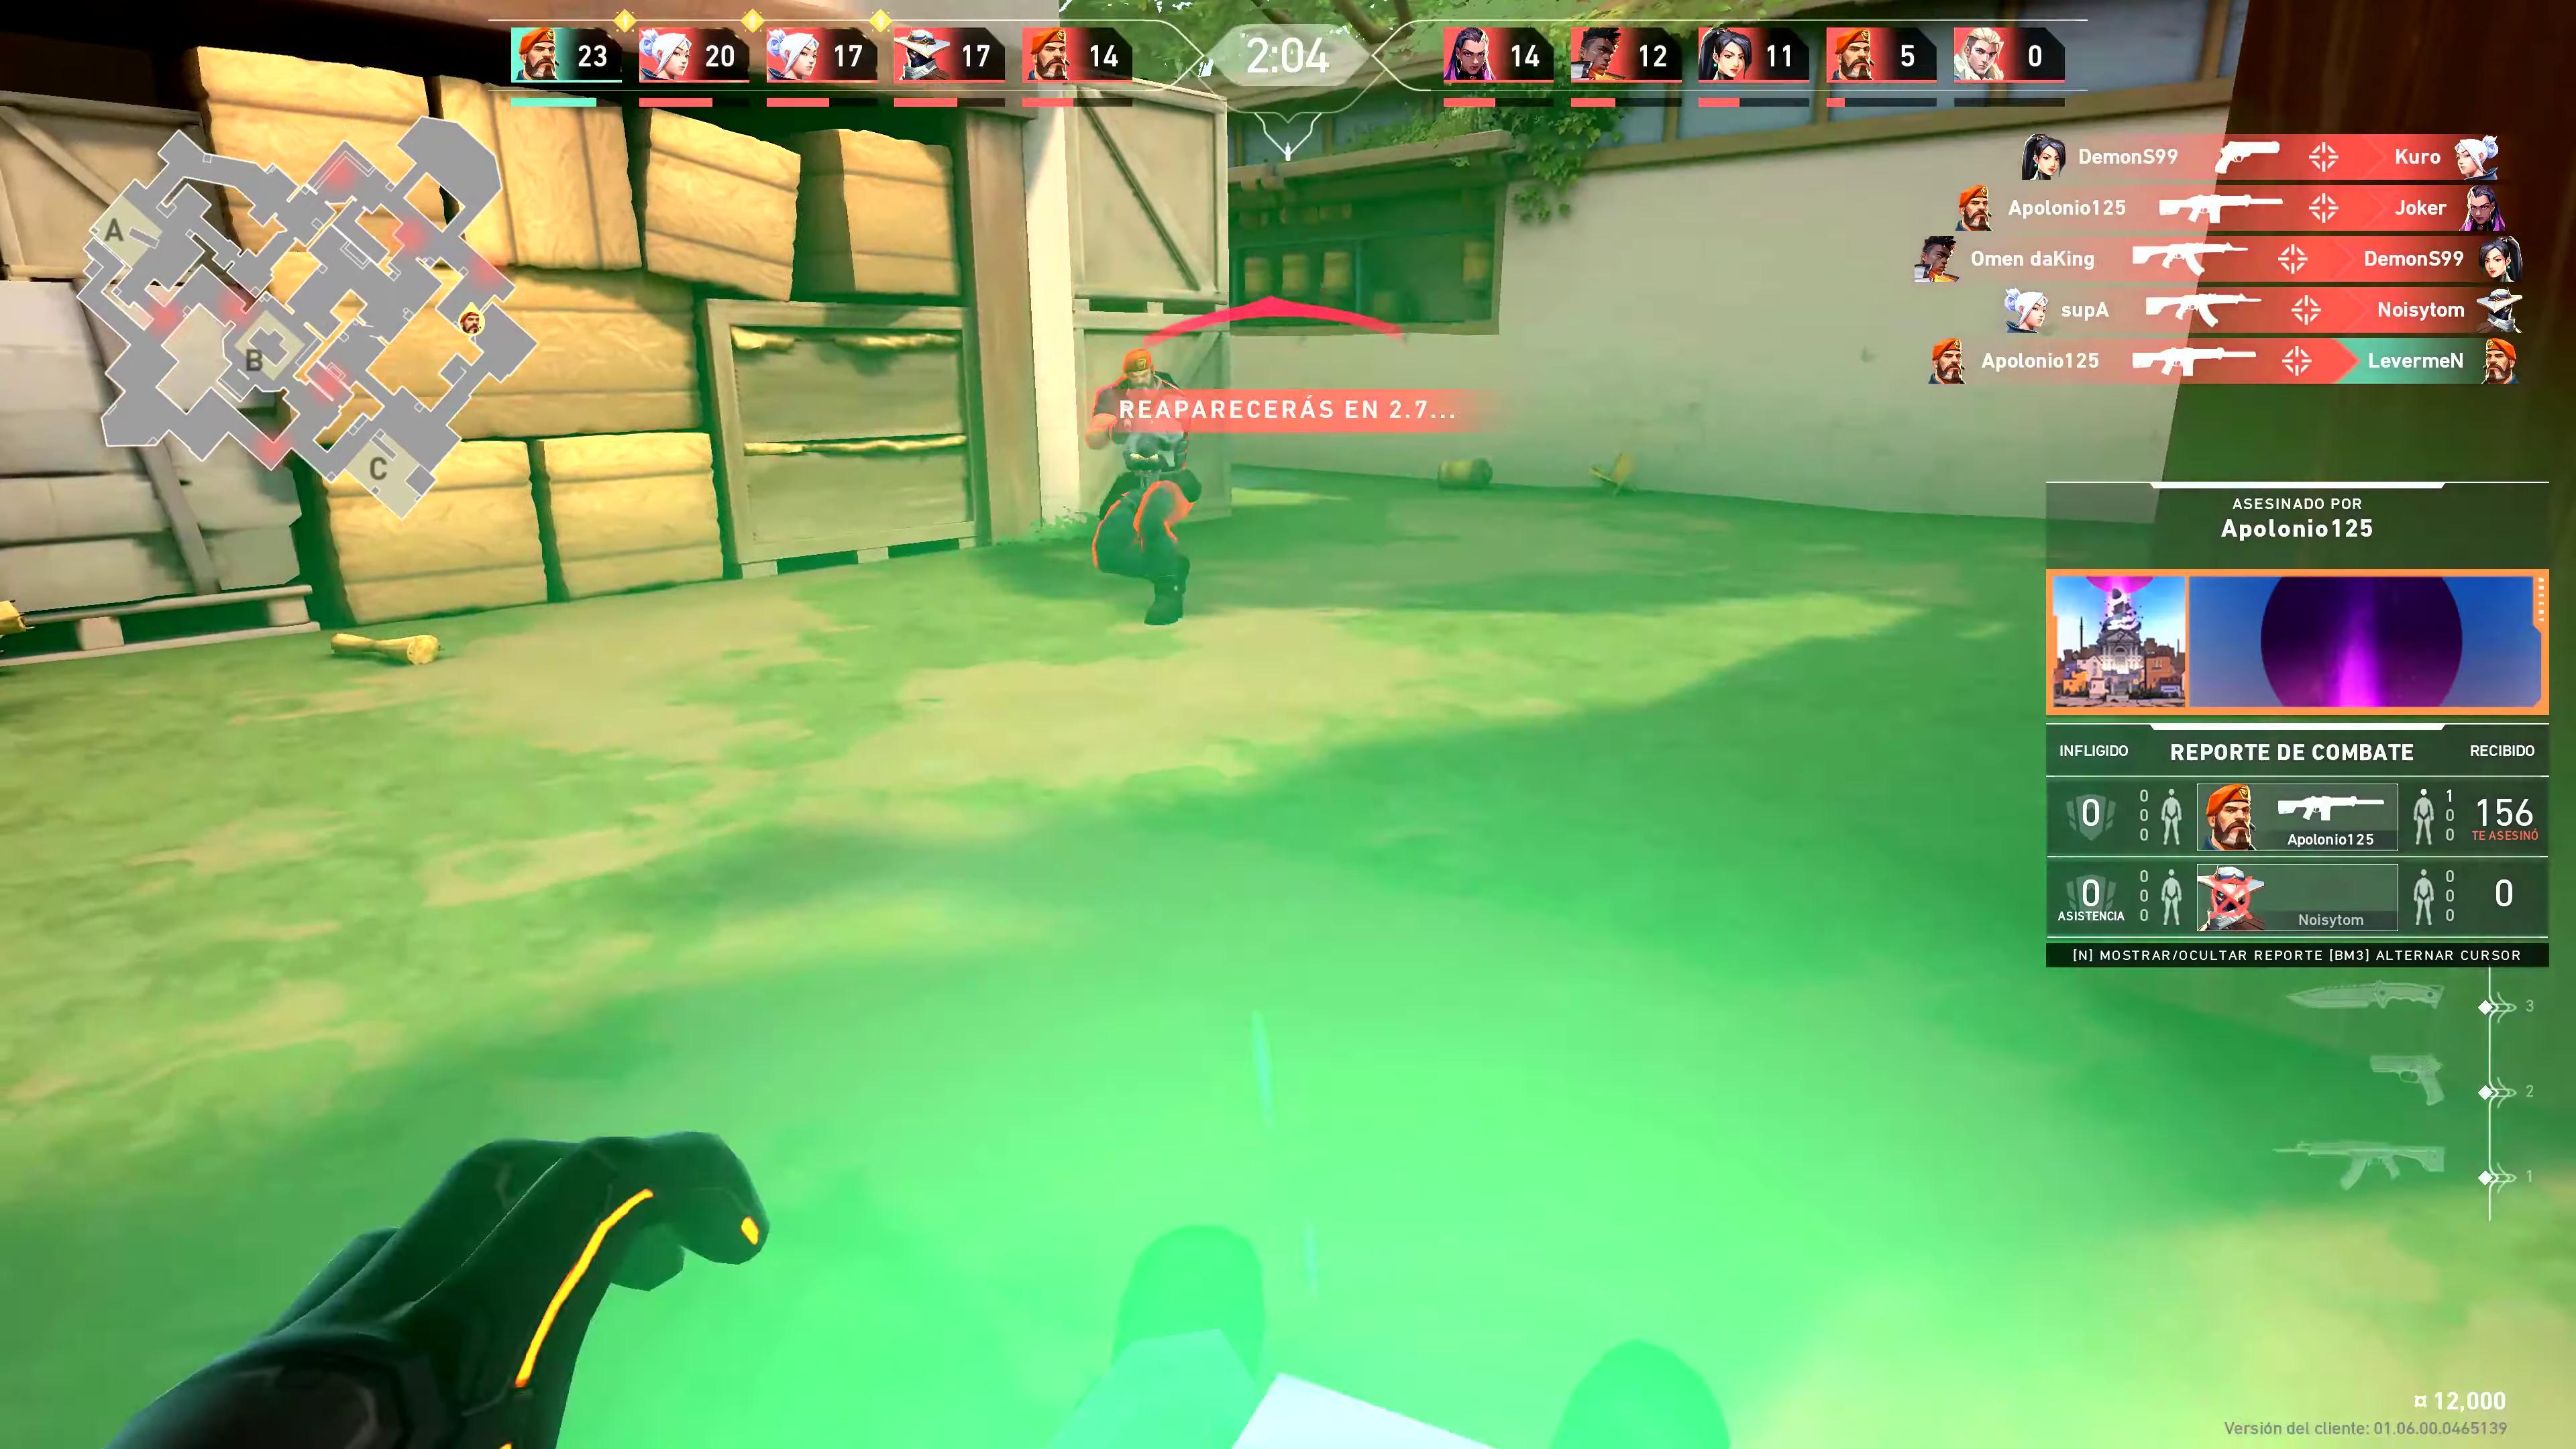 23
20
17
17
14
2:04
14
12
11
5
0
A
B
C
DemonS99 Kuro
Apolonio125 Joker
Omen daKing DemonS99
supA Noisytom
Apolonio125 LevermeN
REAPARECERÁS EN 2.7...
ASESINADO POR
Apolonio125
INFLIGIDO REPORTE DE COMBATE RECIBIDO
0
0
0
0
Apolonio125
1
0
0
156
TE ASESINÓ
0
ASISTENCIA
0
0
0
Noisytom
0
0
0
0
[N] MOSTRAR/OCULTAR REPORTE [BM3] ALTERNAR CURSOR
3
2
1
¤ 12,000
Versión del cliente: 01.06.00.0465139